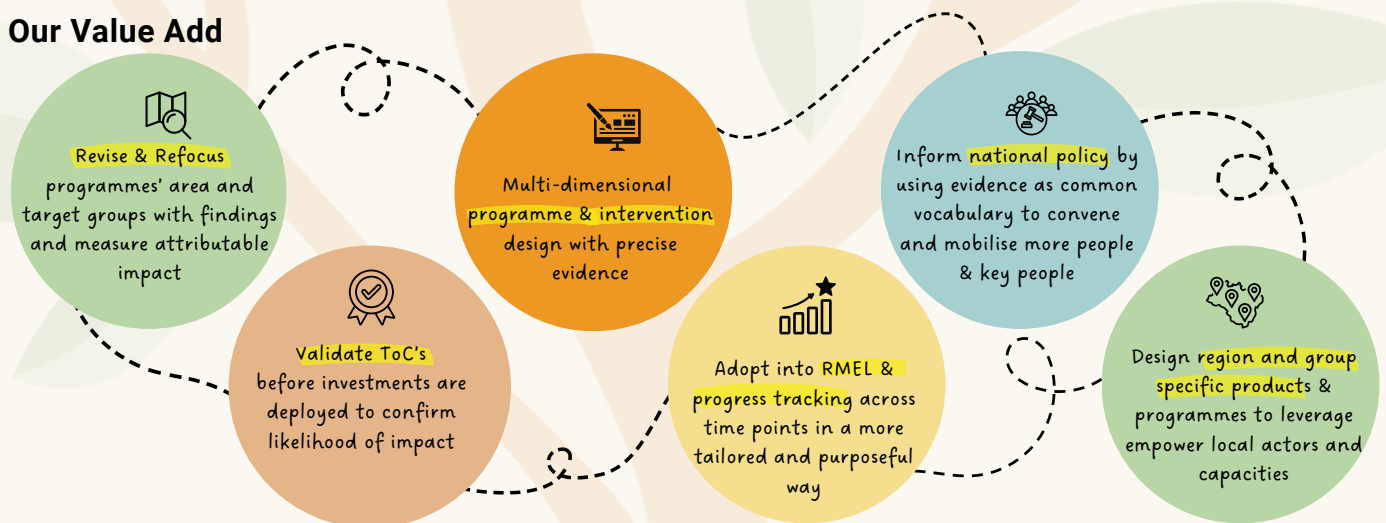 Our Value Add
Revise & Refocus
programmes' area and
target groups with findings
and measure attributable
impact
Validate ToC's
before investments are
deployed to confirm
likelihood of impact
Multi-dimensional
programme & intervention
design with precise
evidence
Adopt into RMEL &
progress tracking across
time points in a more
tailored and purposeful
way
Inform national policy by
using evidence as common
vocabulary to convene
and mobilise more people
& key people
Design region and group
specific products &
programmes to leverage
empower local actors and
capacities